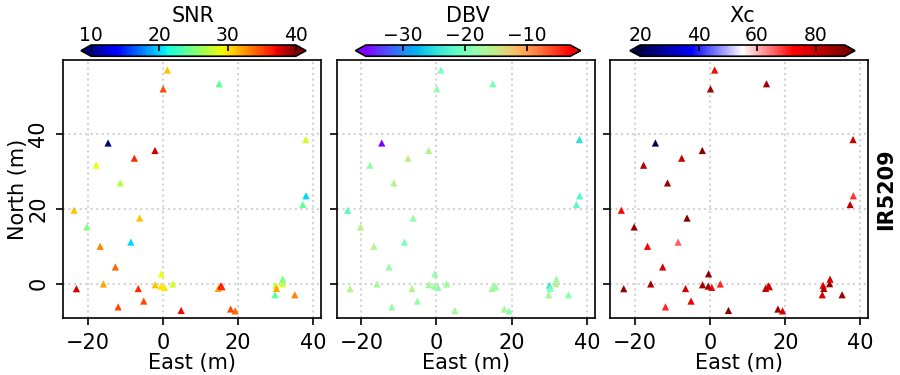 SNR DBV Xc
10 20 30 40 −30 −20 −10 20 40 60 80
North (m)
40
20
0
IR5209
−20 0 20 40 −20 0 20 40 −20 0 20 40
East (m) East (m) East (m)